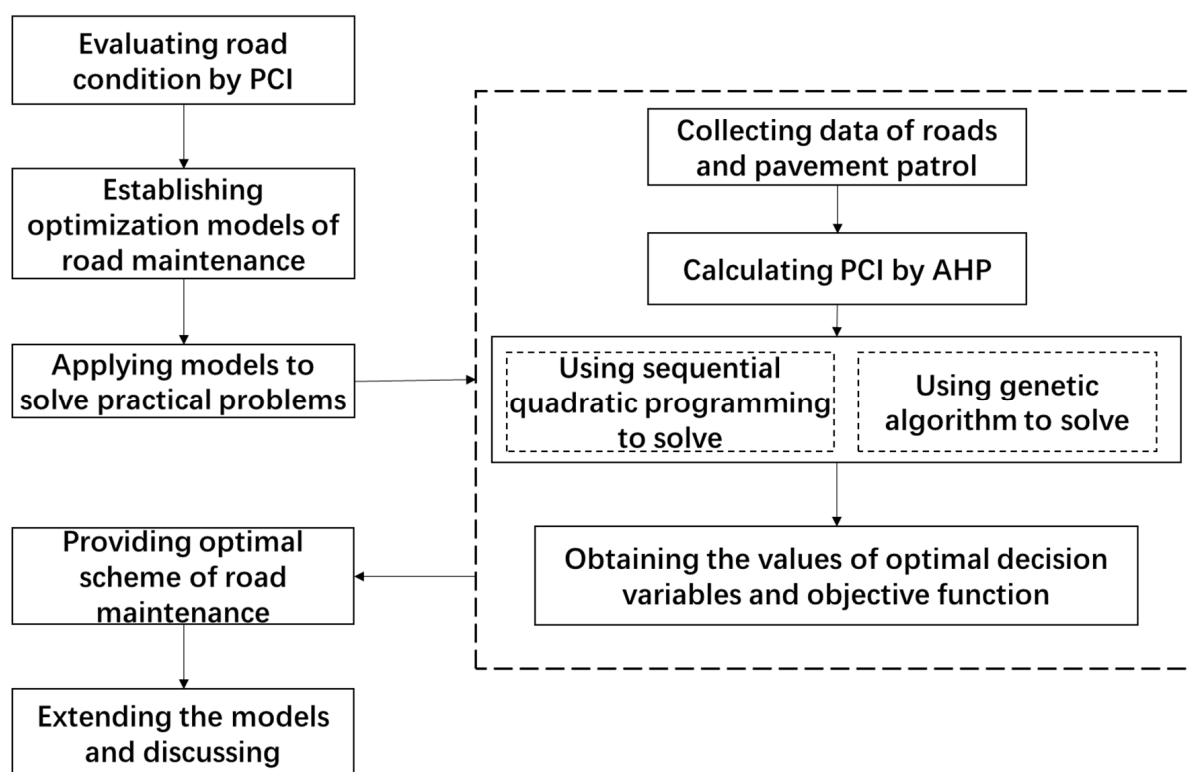 Evaluating road
condition by PCI
Establishing
optimization models of
road maintenance
Applying models to
solve practical problems
Collecting data of roads
and pavement patrol
Calculating PCI by AHP
Using sequential
quadratic programming
to solve
Using genetic
algorithm to solve
Obtaining the values of optimal decision
variables and objective function
Providing optimal
scheme of road
maintenance
Extending the models
and discussing